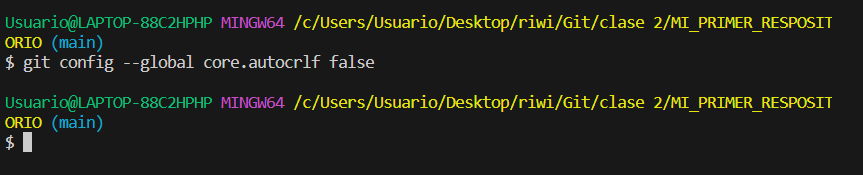 Usuario@LAPTOP-88C2HPHP MINGW64 /c/Users/Usuario/Desktop/riwi/Git/clase 2/MI_PRIMER_RESPOSIT
ORIO (main)
$ git config --global core.autocrlf false
Usuario@LAPTOP-88C2HPHP MINGW64 /c/Users/Usuario/Desktop/riwi/Git/clase 2/MI_PRIMER_RESPOSIT
ORIO (main)
$